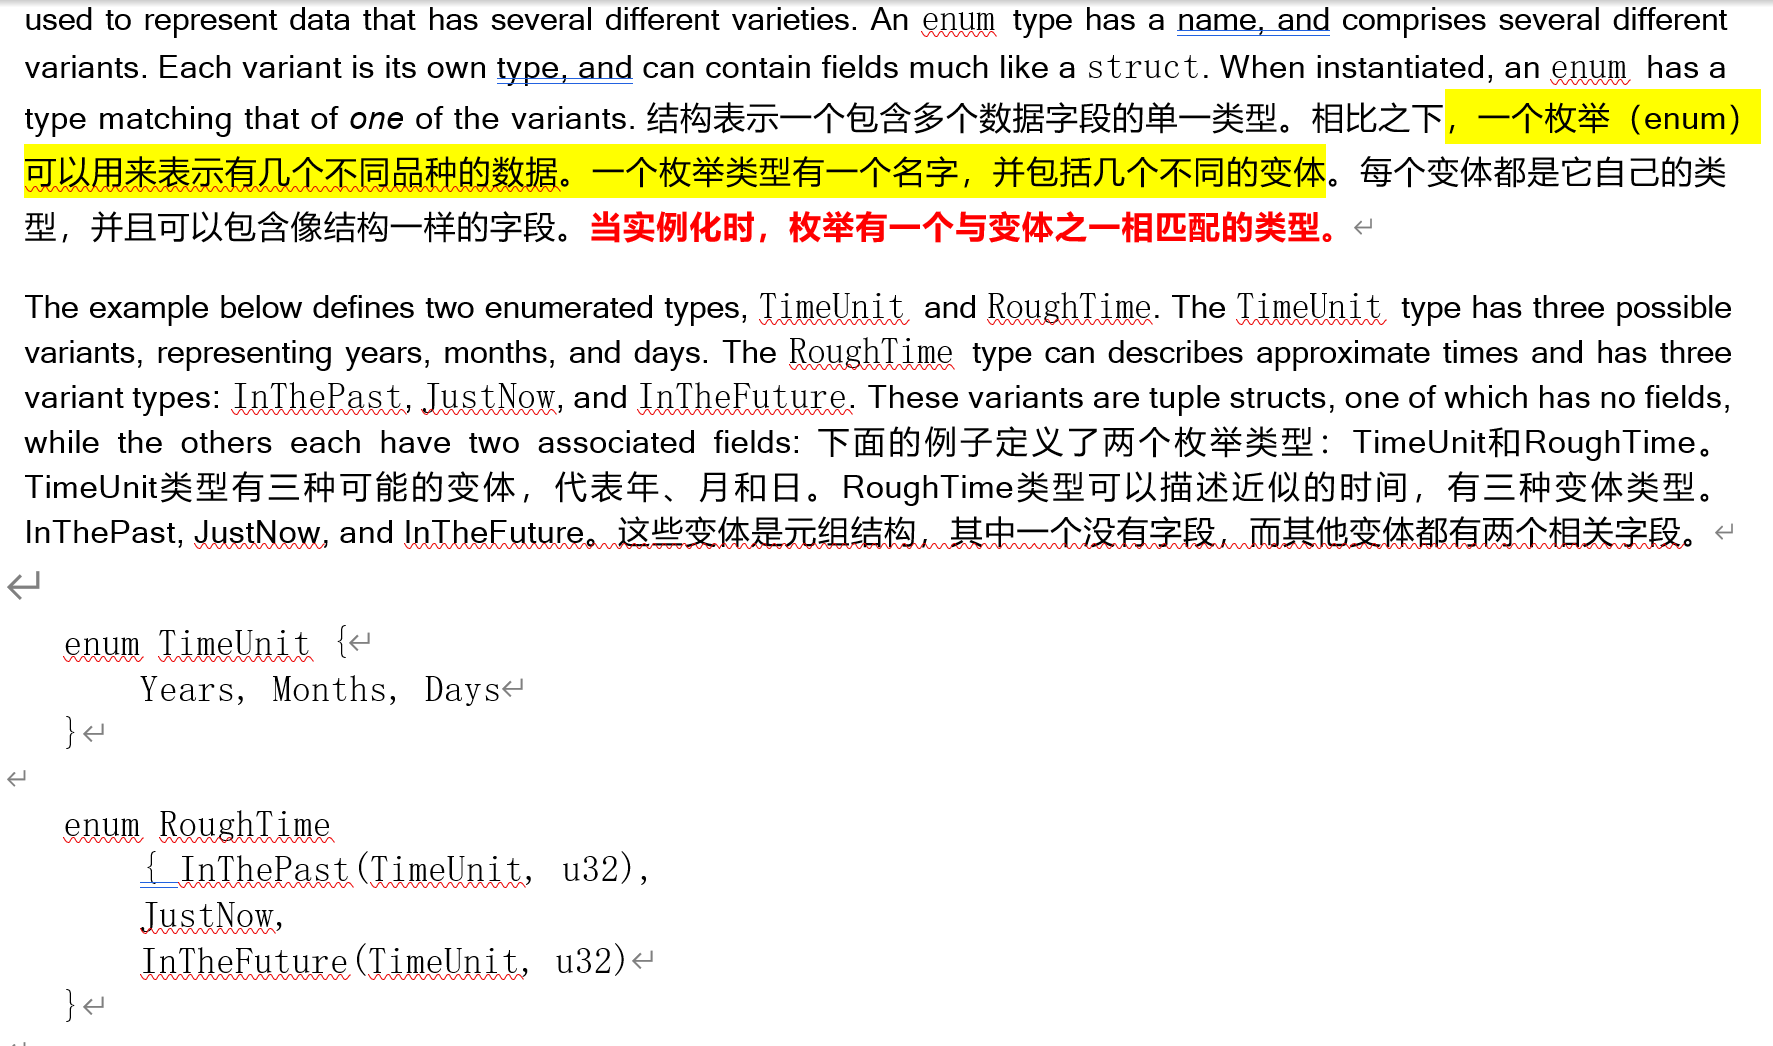 used to represent data that has several different varieties. An enum type has a name, and comprises several different
variants. Each variant is its own type, and can contain fields much like a struct. When instantiated, an enum has a
type matching that of one of the variants. 结构表示一个包含多个数据字段的单一类型。相比之下，一个枚举（enum）
可以用来表示有几个不同品种的数据。一个枚举类型有一个名字，并包括几个不同的变体。每个变体都是它自己的类
型，并且可以包含像结构一样的字段。当实例化时，枚举有一个与变体之一相匹配的类型。
The example below defines two enumerated types, TimeUnit and RoughTime. The TimeUnit type has three possible
variants, representing years, months, and days. The RoughTime type can describes approximate times and has three
variant types: InThePast, JustNow, and InTheFuture. These variants are tuple structs, one of which has no fields,
while the others each have two associated fields: 下面的例子定义了两个枚举类型：TimeUnit和RoughTime。
TimeUnit类型有三种可能的变体，代表年、月和日。RoughTime类型可以描述近似的时间，有三种变体类型。
InThePast, JustNow, and InTheFuture。这些变体是元组结构，其中一个没有字段，而其他变体都有两个相关字段。
enum TimeUnit {
Years, Months, Days
}
enum RoughTime
{ InThePast(TimeUnit, u32),
JustNow,
InTheFuture(TimeUnit, u32)
}